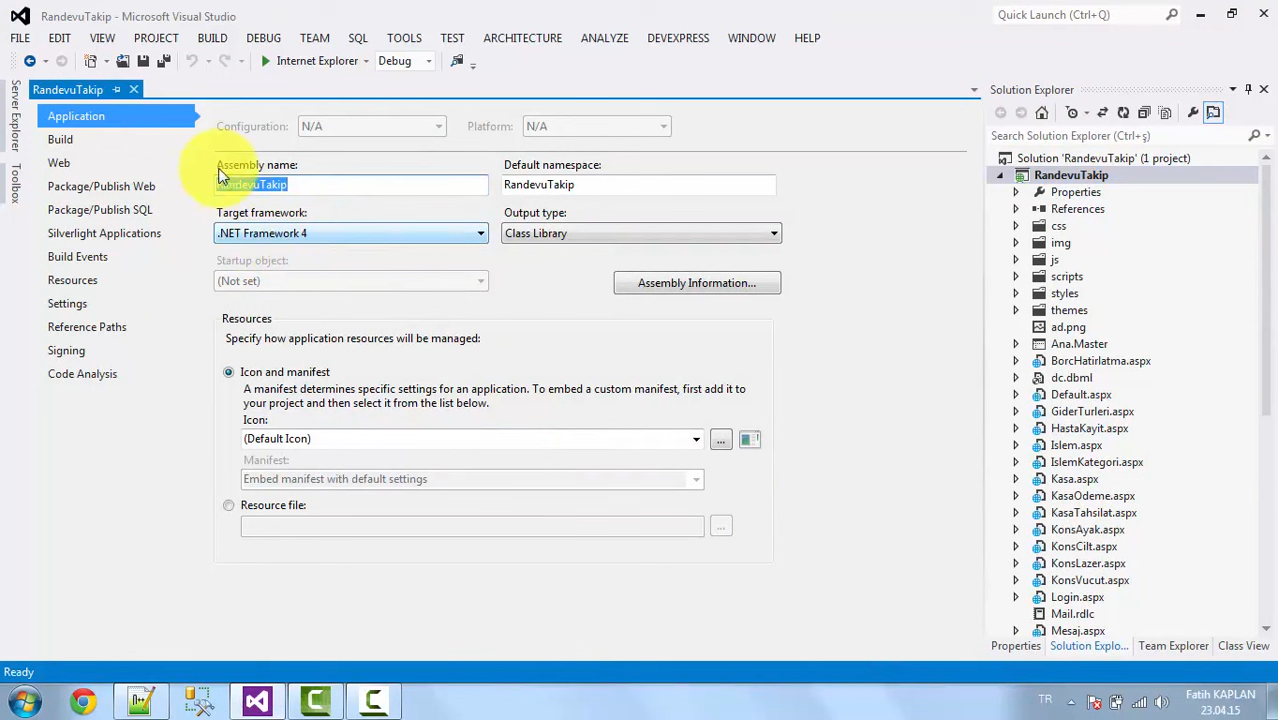 RandevuTakip - Microsoft Visual Studio
Quick Launch (Ctrl+Q)
FILE EDIT VIEW PROJECT BUILD DEBUG TEAM SQL TOOLS TEST ARCHITECTURE ANALYZE DEVEXPRESS WINDOW HELP
Internet Explorer Debug
Server Explorer
Toolbox
RandevuTakip
Application
Build
Web
Package/Publish Web
Package/Publish SQL
Silverlight Applications
Build Events
Resources
Settings
Reference Paths
Signing
Code Analysis
Configuration: N/A Platform: N/A
Assembly name: Default namespace:
RandevuTakip RandevuTakip
Target framework: Output type:
.NET Framework 4 Class Library
Startup object:
(Not set) Assembly Information...
Resources
Specify how application resources will be managed:
Icon and manifest
A manifest determines specific settings for an application. To embed a custom manifest, first add it to
your project and then select it from the list below.
Icon:
(Default Icon) ...
Manifest:
Embed manifest with default settings
Resource file:
...
Solution Explorer
Search Solution Explorer (Ctrl+ş)
Solution 'RandevuTakip' (1 project)
RandevuTakip
Properties
References
css
img
js
scripts
styles
themes
ad.png
Ana.Master
BorcHatirlatma.aspx
dc.dbml
Default.aspx
GiderTurleri.aspx
HastaKayit.aspx
Islem.aspx
IslemKategori.aspx
Kasa.aspx
KasaOdeme.aspx
KasaTahsilat.aspx
KonsAyak.aspx
KonsCilt.aspx
KonsLazer.aspx
KonsVucut.aspx
Login.aspx
Mail.rdlc
Mesaj.aspx
Properties Solution Explo... Team Explorer Class View
Ready
TR
Fatih KAPLAN
23.04.15